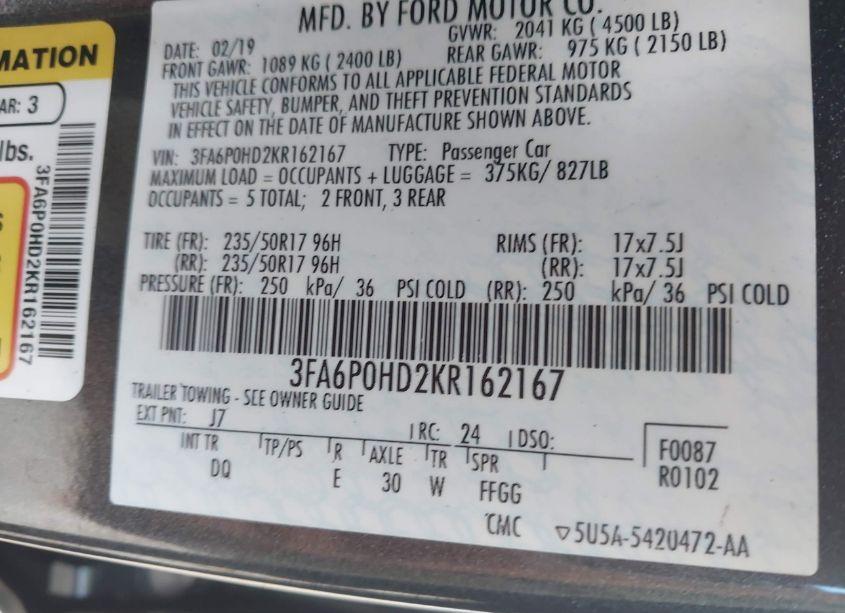 MATION
AR: 3
lbs.
3FA6P0HD2KR162167
MFD. BY FORD MOTOR CO.
DATE: 02/19 GVWR: 2041 KG ( 4500 LB)
FRONT GAWR: 1089 KG ( 2400 LB) REAR GAWR: 975 KG ( 2150 LB)
THIS VEHICLE CONFORMS TO ALL APPLICABLE FEDERAL MOTOR
VEHICLE SAFETY, BUMPER, AND THEFT PREVENTION STANDARDS
IN EFFECT ON THE DATE OF MANUFACTURE SHOWN ABOVE.
VIN: 3FA6P0HD2KR162167 TYPE: Passenger Car
MAXIMUM LOAD = OCCUPANTS + LUGGAGE = 375KG/ 827LB
OCCUPANTS = 5 TOTAL; 2 FRONT, 3 REAR
TIRE (FR): 235/50R17 96H RIMS (FR): 17x7.5J
(RR): 235/50R17 96H (RR): 17x7.5J
PRESSURE (FR): 250 kPa/ 36 PSI COLD (RR): 250 kPa/ 36 PSI COLD
3FA6P0HD2KR162167
TRAILER TOWING - SEE OWNER GUIDE
EXT PNT: J7 RC: 24 DSO: F0087
INT TR TP/PS R AXLE TR SPR R0102
DQ E 30 W FFGG
CMC ▽5U5A-5420472-AA